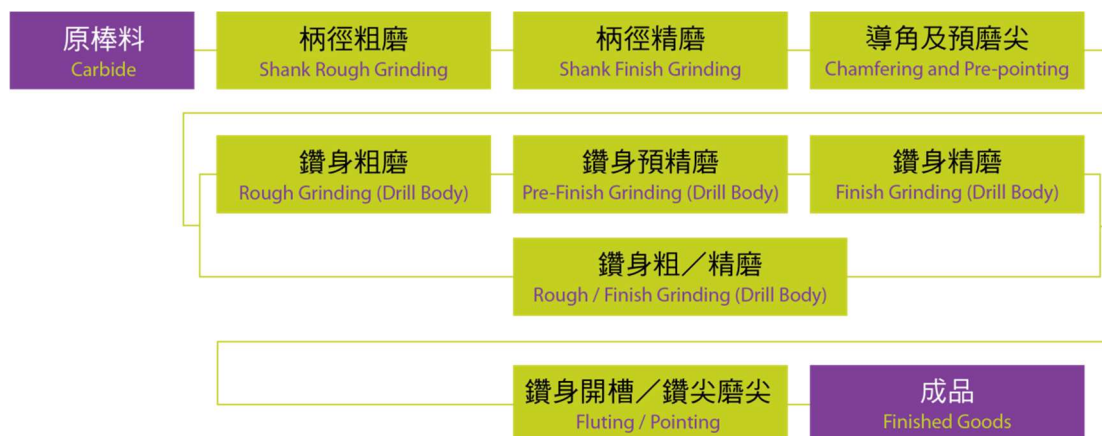 原棒料
Carbide
柄徑粗磨
Shank Rough Grinding
柄徑精磨
Shank Finish Grinding
導角及預磨尖
Chamfering and Pre-pointing
鑽身粗磨
Rough Grinding (Drill Body)
鑽身預精磨
Pre-Finish Grinding (Drill Body)
鑽身精磨
Finish Grinding (Drill Body)
鑽身粗／精磨
Rough / Finish Grinding (Drill Body)
鑽身開槽／鑽尖磨尖
Fluting / Pointing
成品
Finished Goods